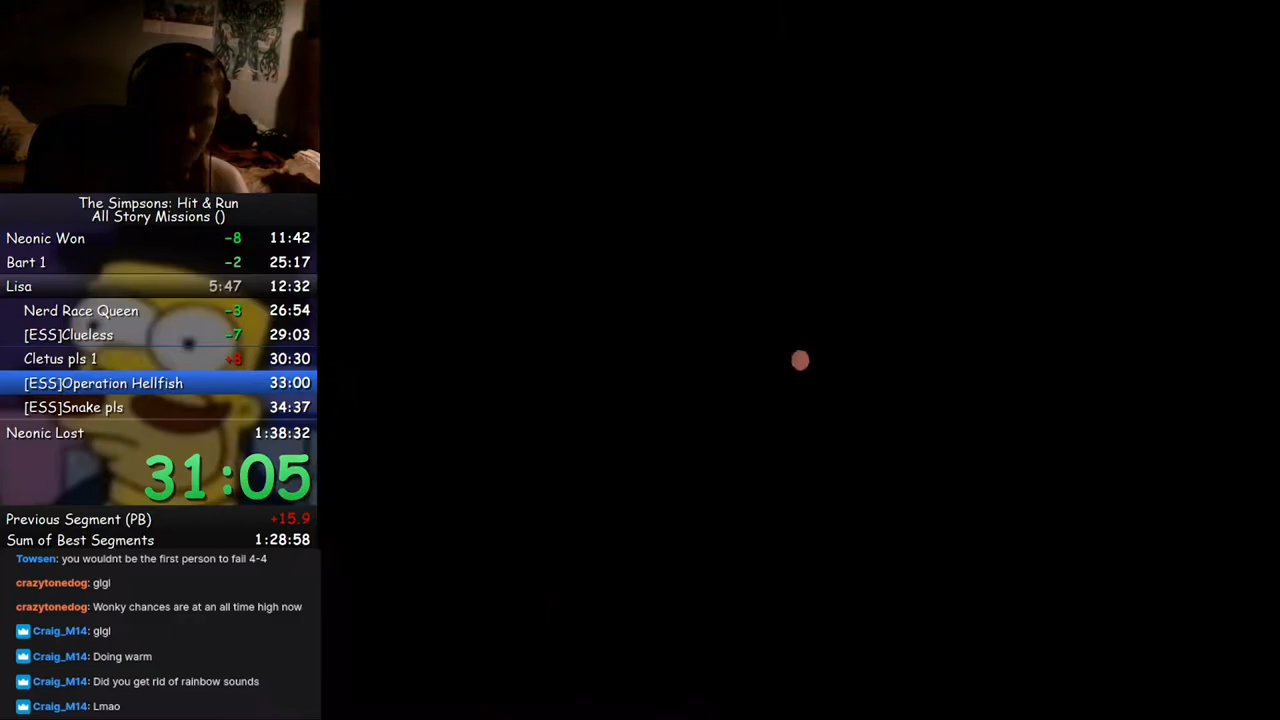 The Simpsons: Hit & Run
All Story Missions ()
Neonic Won -8 11:42
Bart 1 -2 25:17
Lisa 5:47 12:32
Nerd Race Queen -3 26:54
[ESS]Clueless -7 29:03
Cletus pls 1 +8 30:30
[ESS]Operation Hellfish 33:00
[ESS]Snake pls 34:37
Neonic Lost 1:38:32
31:05
Previous Segment (PB) +15.9
Sum of Best Segments 1:28:58
Towsen: you wouldnt be the first person to fail 4-4
crazytonedog: glgl
crazytonedog: Wonky chances are at an all time high now
Craig_M14: glgl
Craig_M14: Doing warm
Craig_M14: Did you get rid of rainbow sounds
Craig_M14: Lmao